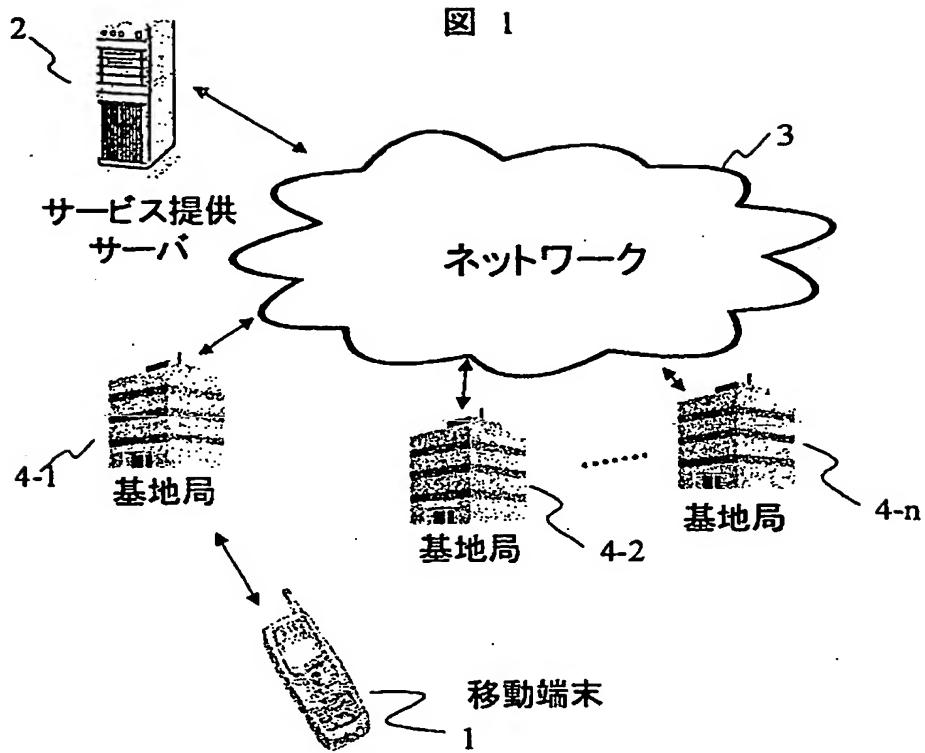 図 1
2
3
サービス提供
サーバ
ネットワーク
4-1
基地局
基地局
4-2
基地局
4-n
移動端末
1